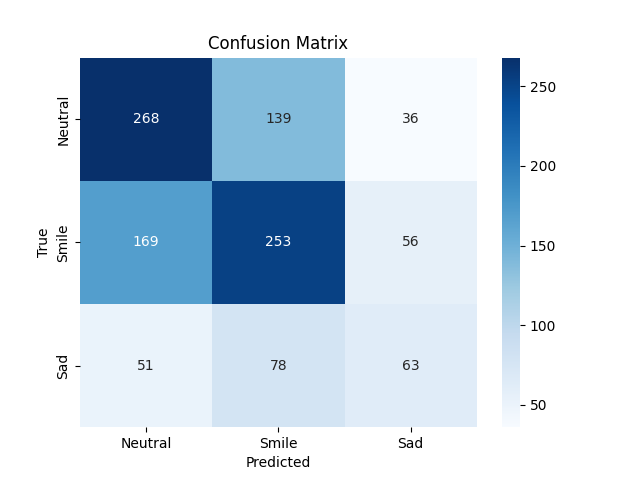 Confusion Matrix
True
Neutral
268 139 36
Smile
169 253 56
Sad
51 78 63
Neutral Smile Sad
Predicted
250
200
150
100
50